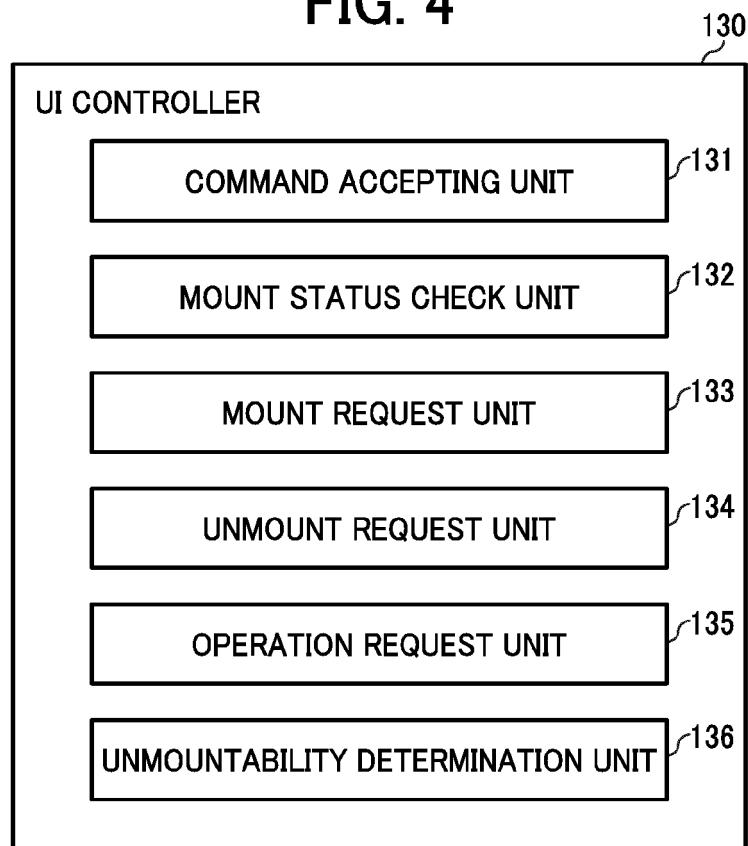 FIG. 4
130
UI CONTROLLER
COMMAND ACCEPTING UNIT
131
MOUNT STATUS CHECK UNIT
132
MOUNT REQUEST UNIT
133
UNMOUNT REQUEST UNIT
134
OPERATION REQUEST UNIT
135
UNMOUNTABILITY DETERMINATION UNIT
136